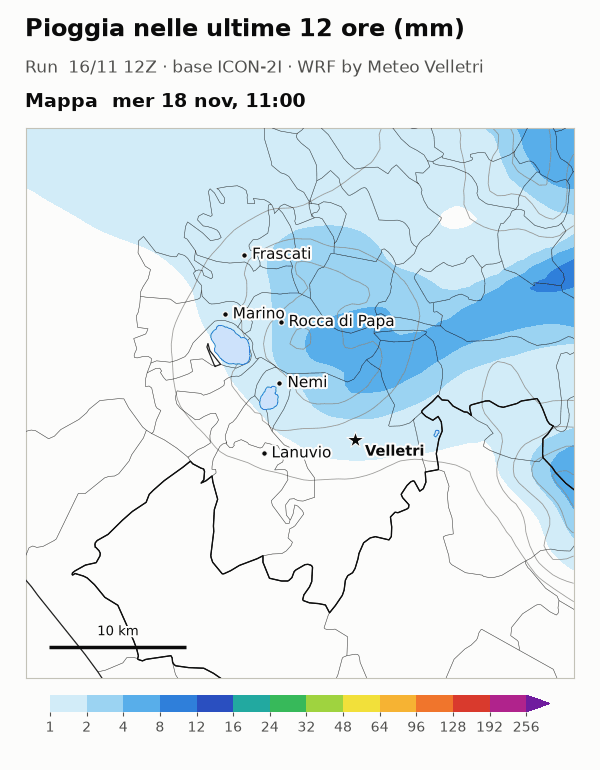 Pioggia nelle ultime 12 ore (mm)
Run  16/11 12Z · base ICON-2I · WRF by Meteo Velletri
Mappa  mer 18 nov, 11:00
Frascati
Marino
Rocca di Papa
Nemi
Velletri
Lanuvio
10 km
1 2 4 8 12 16 24 32 48 64 96 128 192 256